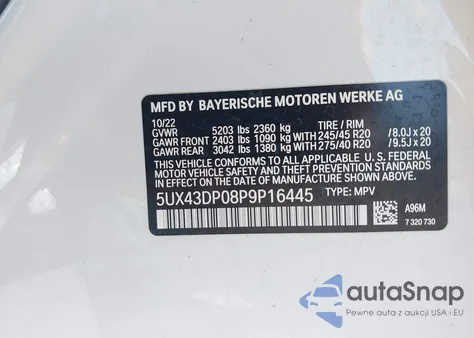 MFD BY BAYERISCHE MOTOREN WERKE AG
10/22 TIRE / RIM
GVWR 5203 lbs 2360 kg
GAWR FRONT 2403 lbs 1090 kg 245/45 R20 /8.0J x 20
GAWR REAR 3042 lbs 1380 kg 275/40 R20 /9.5J x 20
THIS VEHICLE CONFORMS TO ALL APPLICABLE U.S. FEDERAL
MOTOR VEHICLE SAFETY AND THEFT PREVENTION STANDARDS
IN EFFECT ON THE DATE OF MANUFACTURE SHOWN ABOVE.
5UX43DP08P9P16445 TYPE: MPV
A96M
7 320 730
autoSnap
Pewne auta z aukcji USA i EU